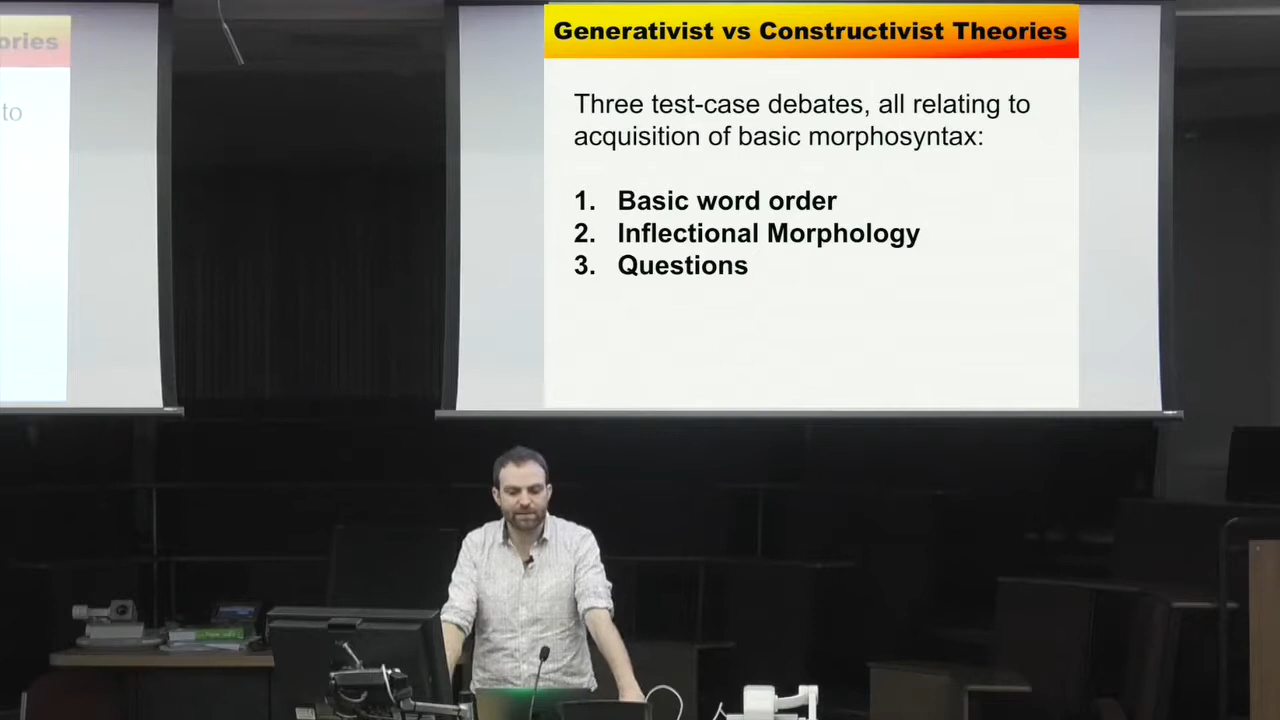 ories
to
Generativist vs Constructivist Theories
Three test-case debates, all relating to
acquisition of basic morphosyntax:
1. Basic word order
2. Inflectional Morphology
3. Questions